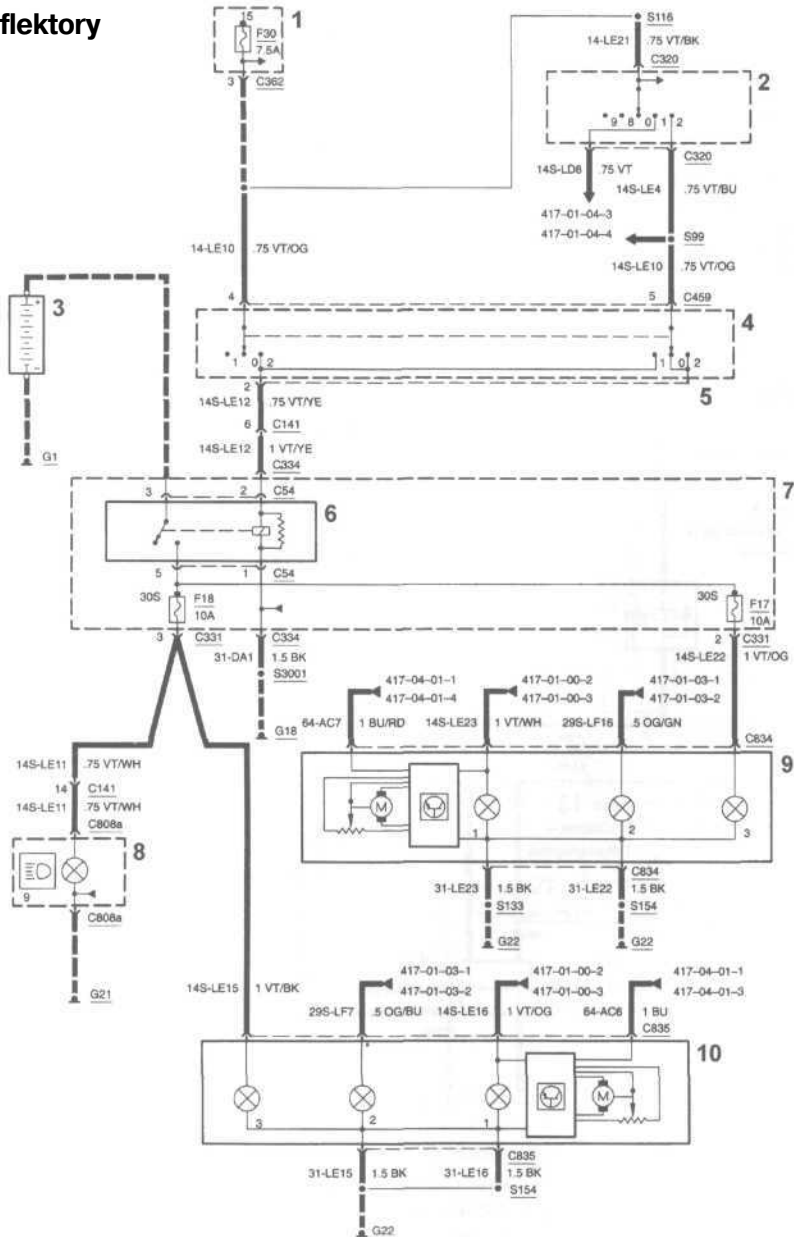 flektory
15
F30
7.5A
1
3 C362
S116
14-LE21 .75 VT/BK
C320
2
9 8 0 1 2
C320
14S-LD8 .75 VT
14S-LE4 .75 VT/BU
417-01-04-3
417-01-04-4
S99
14-LE10 .75 VT/OG
14S-LE10 .75 VT/OG
3
4
5 C459
4
1 0 2
1 0 2
2
5
14S-LE12 .75 VT/YE
6 C141
14S-LE12 1 VT/YE
C334
G1
7
3 2 C54
6
5 1 C54
30S F18
10A
30S F17
10A
3 C331
C334
2 C331
31-DA1 1.5 BK
S3001
G18
14S-LE22 1 VT/OG
417-04-01-1
417-04-01-4
417-01-00-2
417-01-00-3
417-01-03-1
417-01-03-2
64-AC7 1 BU/RD
14S-LE23 1 VT/WH
29S-LF16 .5 OG/GN
C834
9
M
1
2
3
14S-LE11 .75 VT/WH
14 C141
14S-LE11 .75 VT/WH
C808a
8
9
C808a
G21
C834
31-LE23 1.5 BK
31-LE22 1.5 BK
S133
S154
G22
G22
14S-LE15 1 VT/BK
417-01-03-1
417-01-03-2
417-01-00-2
417-01-00-3
417-04-01-1
417-04-01-3
29S-LF7 .5 OG/BU
14S-LE16 1 VT/OG
64-AC6 1 BU
C835
10
M
3
2
1
C835
31-LE15 1.5 BK
31-LE16 1.5 BK
S154
G22